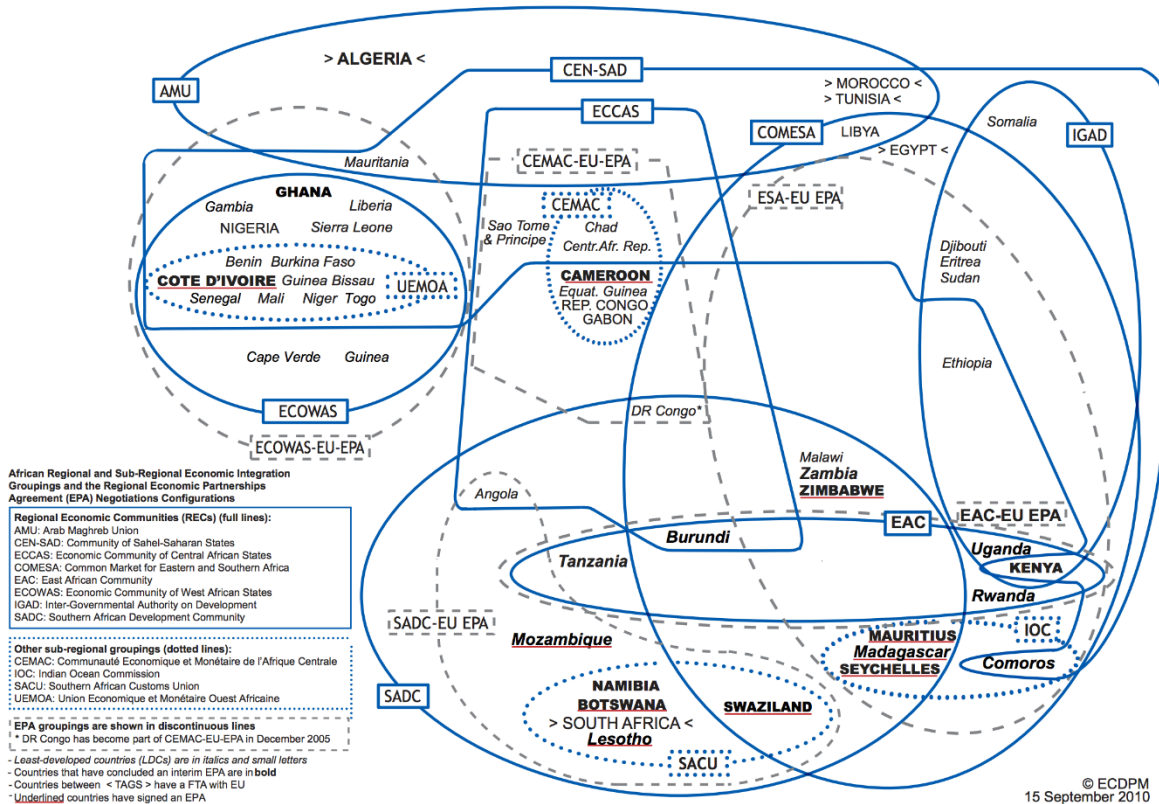 > ALGERIA <
CEN-SAD
AMU
> MOROCCO <
> TUNISIA <
ECCAS
COMESA
LIBYA
Somalia
IGAD
> EGYPT <
Mauritania
CEMAC-EU-EPA
GHANA
ESA-EU EPA
Gambia
Liberia
CEMAC
NIGERIA
Sierra Leone
Sao Tome
& Principe
Chad
Centr.Afr. Rep.
Benin
Burkina Faso
Djibouti
Eritrea
Sudan
COTE D'IVOIRE
Guinea Bissau
UEMOA
CAMEROON
Equat. Guinea
REP. CONGO
GABON
Senegal
Mali
Niger
Togo
Cape Verde
Guinea
Ethiopia
ECOWAS
DR Congo*
ECOWAS-EU-EPA
Malawi
Zambia
ZIMBABWE
Angola
EAC
EAC-EU EPA
Burundi
Tanzania
Uganda
KENYA
Rwanda
SADC-EU EPA
Mozambique
IOC
MAURITIUS
Madagascar
SEYCHELLES
Comoros
SADC
NAMIBIA
BOTSWANA
> SOUTH AFRICA <
Lesotho
SWAZILAND
SACU
African Regional and Sub-Regional Economic Integration
Groupings and the Regional Economic Partnerships
Agreement (EPA) Negotiations Configurations
Regional Economic Communities (RECs) (full lines):
AMU: Arab Maghreb Union
CEN-SAD: Community of Sahel-Saharan States
ECCAS: Economic Community of Central African States
COMESA: Common Market for Eastern and Southern Africa
EAC: East African Community
ECOWAS: Economic Community of West African States
IGAD: Inter-Governmental Authority on Development
SADC: Southern African Development Community
Other sub-regional groupings (dotted lines):
CEMAC: Communauté Economique et Monétaire de l'Afrique Centrale
IOC: Indian Ocean Commission
SACU: Southern African Customs Union
UEMOA: Union Economique et Monétaire Ouest Africaine
EPA groupings are shown in discontinuous lines
* DR Congo has become part of CEMAC-EU-EPA in December 2005
- Least-developed countries (LDCs) are in italics and small letters
- Countries that have concluded an interim EPA are in bold
- Countries between < TAGS > have a FTA with EU
- Underlined countries have signed an EPA
© ECDPM
15 September 2010